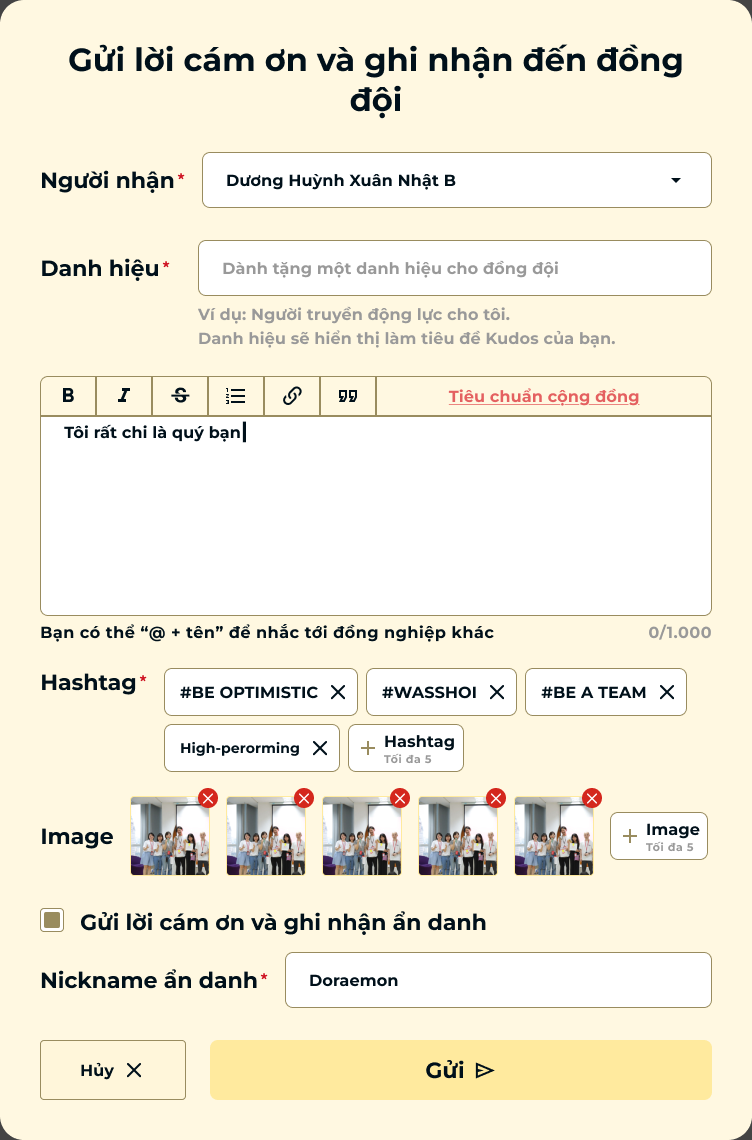 Gửi lời cám ơn và ghi nhận đến đồng
đội
Người nhận*
Dương Huỳnh Xuân Nhật B
Danh hiệu*
Dành tặng một danh hiệu cho đồng đội
Ví dụ: Người truyền động lực cho tôi.
Danh hiệu sẽ hiển thị làm tiêu đề Kudos của bạn.
Tiêu chuẩn cộng đồng
Tôi rất chi là quý bạn
Bạn có thể “@ + tên” để nhắc tới đồng nghiệp khác
0/1.000
Hashtag*
#BE OPTIMISTIC
#WASSHOI
#BE A TEAM
High-perorming
Hashtag
Tối đa 5
Image
Image
Tối đa 5
Gửi lời cám ơn và ghi nhận ẩn danh
Nickname ẩn danh*
Doraemon
Hủy
Gửi